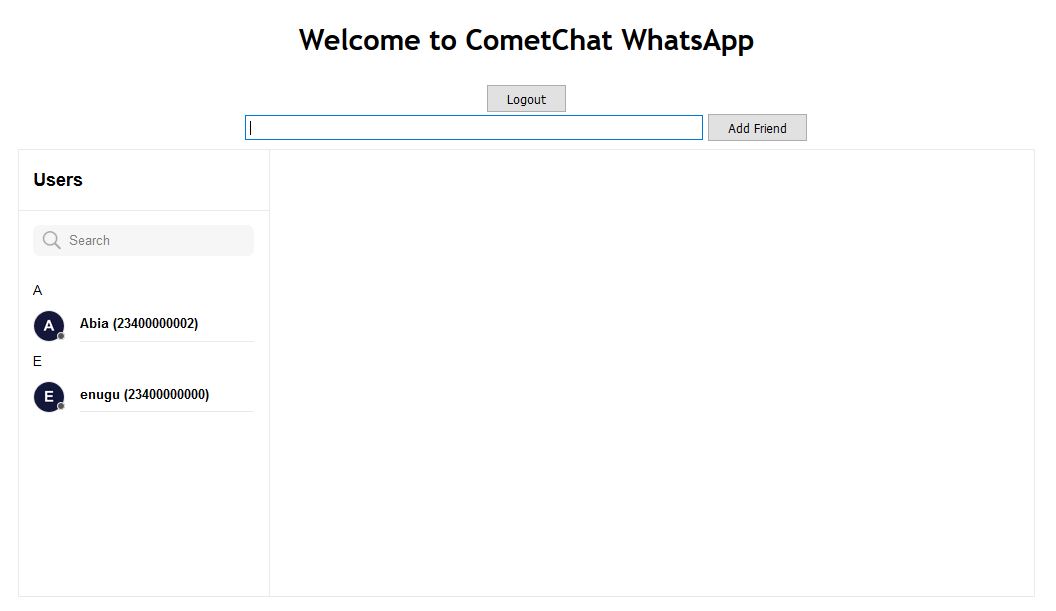 Welcome to CometChat WhatsApp
Logout
Add Friend
Users
Search
A
A
Abia (23400000002)
E
E
enugu (23400000000)